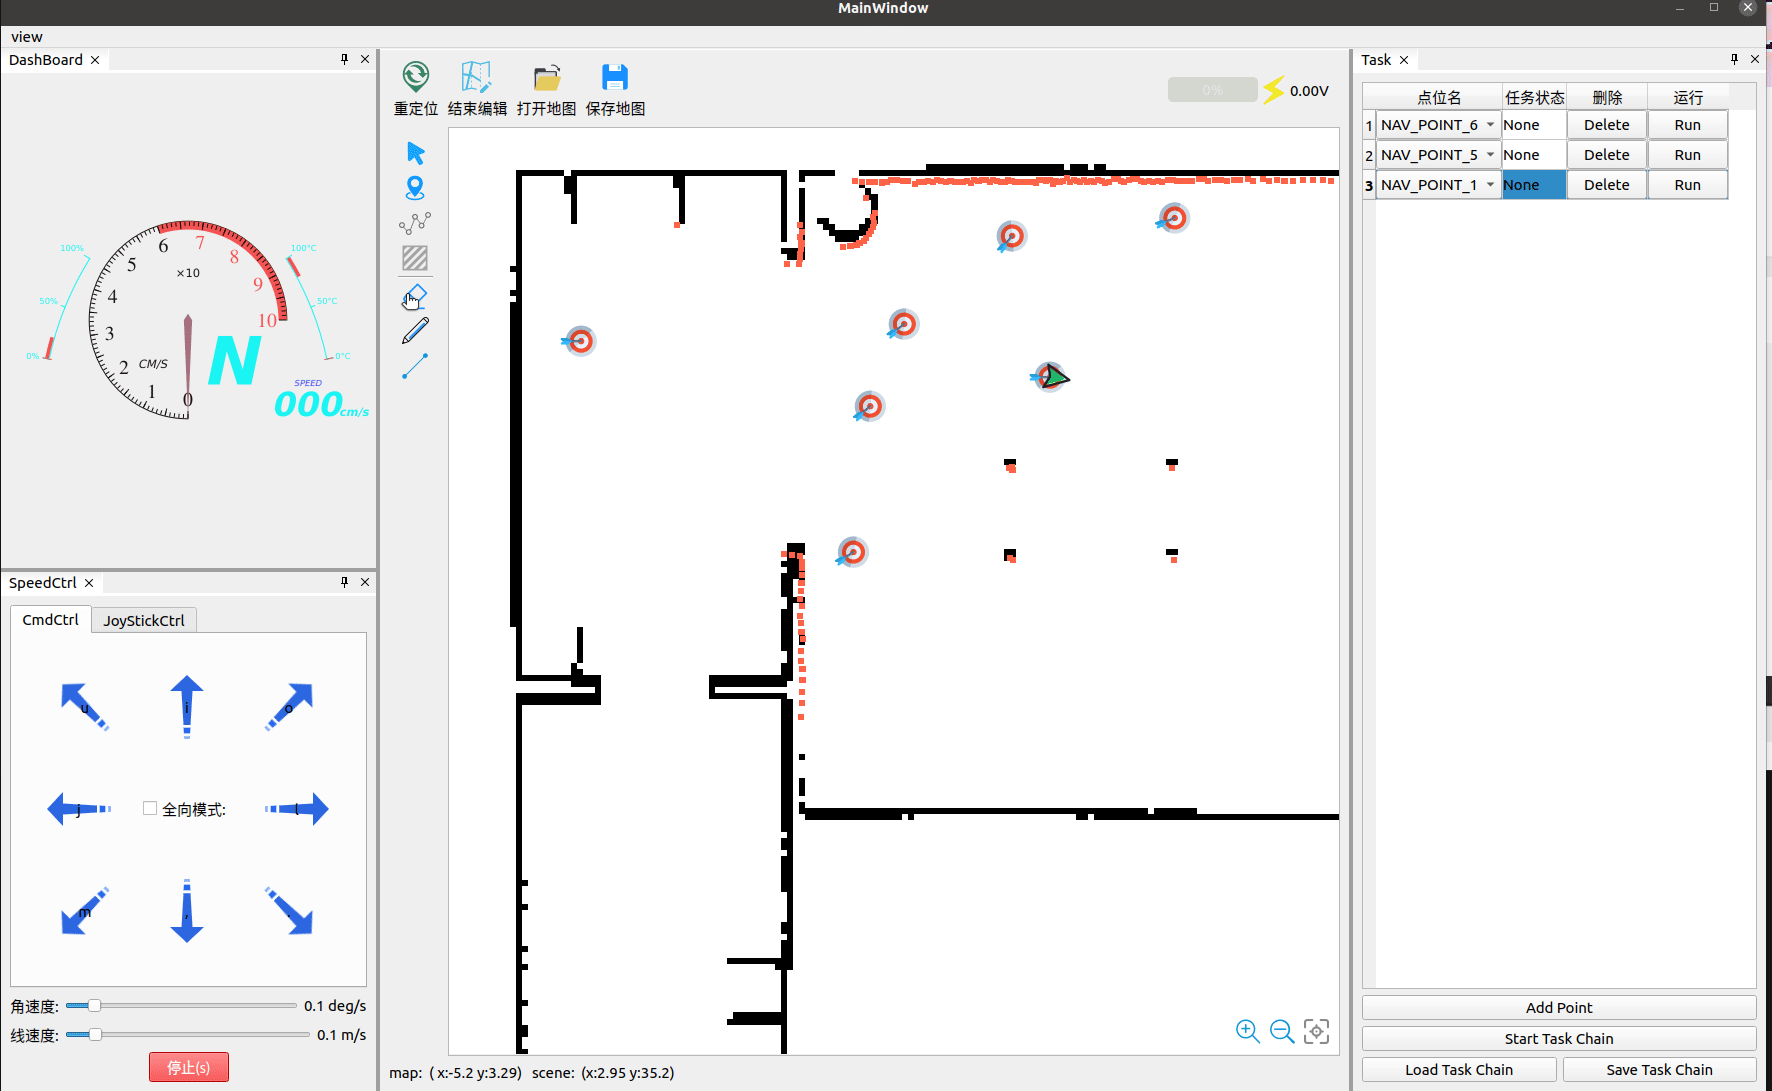 MainWindow
view
DashBoard
100%
50%
0%
0
1
2
3
4
5
6
7
8
9
10
×10
CM/S
N
100°C
50°C
0°C
SPEED
000cm/s
SpeedCtrl
CmdCtrl
JoyStickCtrl
u
i
o
j
全向模式:
l
m
,
.
角速度:
0.1 deg/s
线速度:
0.1 m/s
停止(s)
重定位
结束编辑
打开地图
保存地图
0%
0.00V
map: ( x:-5.2 y:3.29) scene: (x:2.95 y:35.2)
Task
点位名 任务状态 删除 运行
1 NAV_POINT_6 None Delete Run
2 NAV_POINT_5 None Delete Run
3 NAV_POINT_1 None Delete Run
Add Point
Start Task Chain
Load Task Chain
Save Task Chain